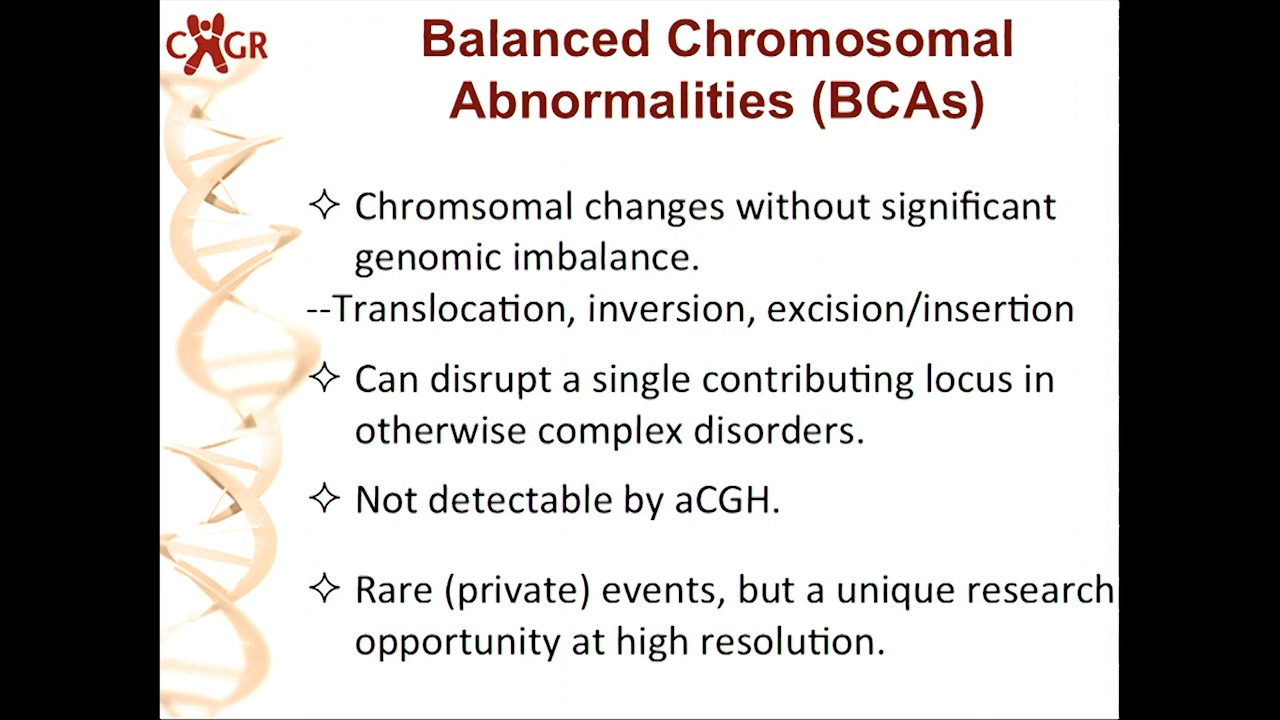 CHGR
Balanced Chromosomal
Abnormalities (BCAs)
Chromsomal changes without significant
genomic imbalance.
--Translocation, inversion, excision/insertion
Can disrupt a single contributing locus in
otherwise complex disorders.
Not detectable by aCGH.
Rare (private) events, but a unique research
opportunity at high resolution.